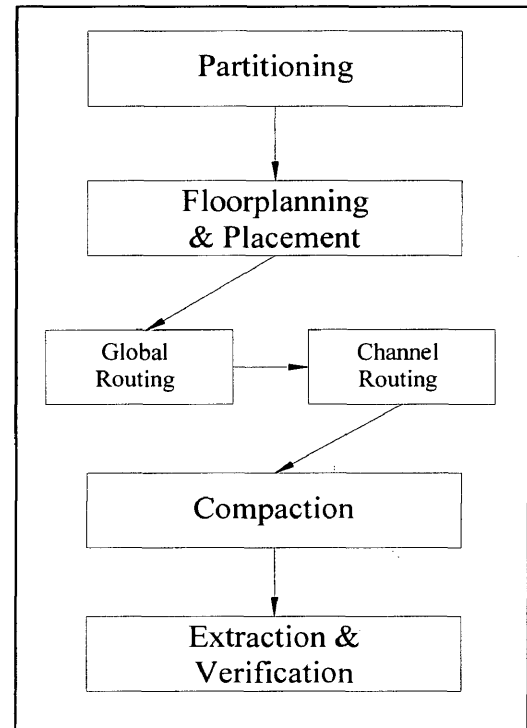 Partitioning
Floorplanning
& Placement
Global
Routing
Channel
Routing
Compaction
Extraction &
Verification